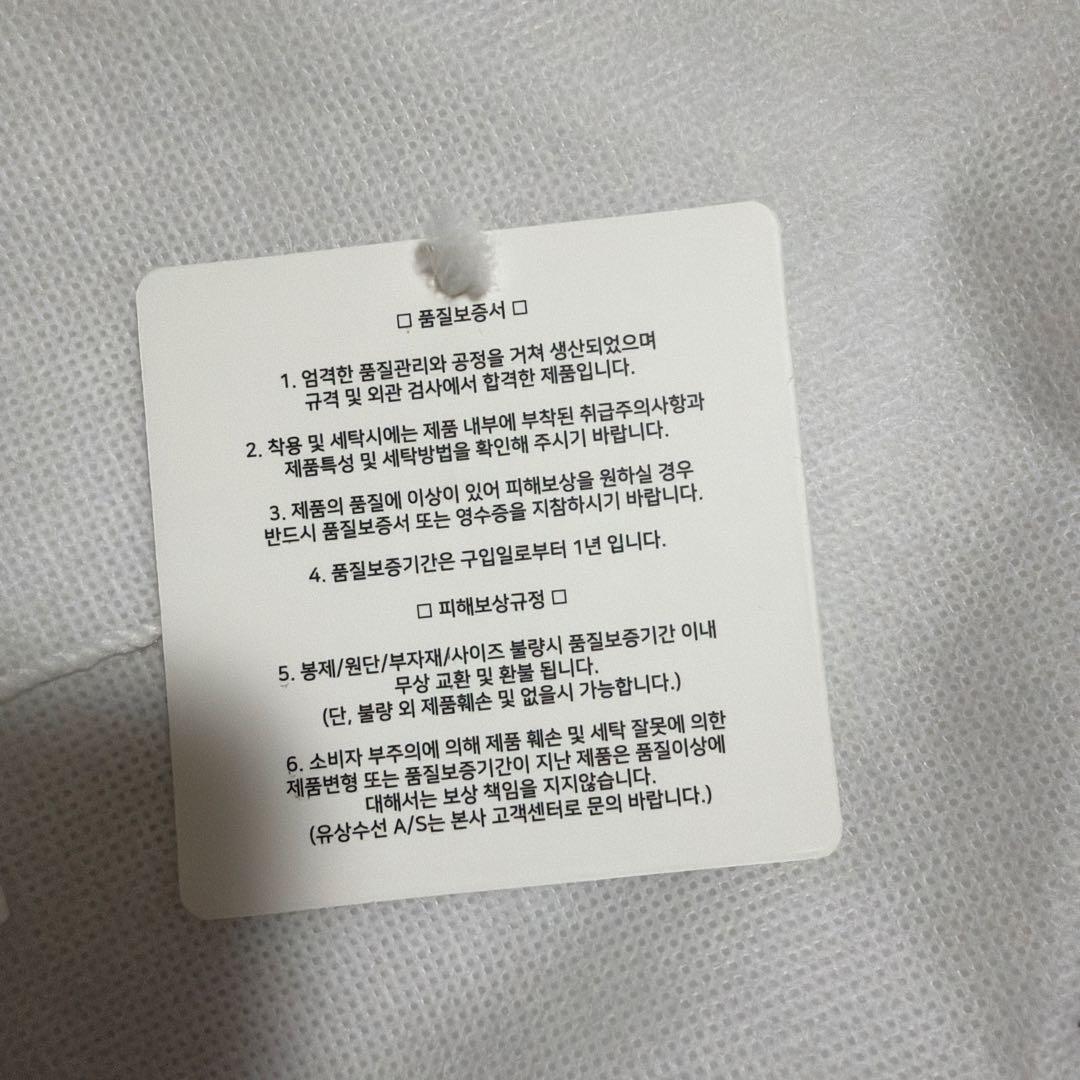 □ 품질보증서 □
1. 엄격한 품질관리와 공정을 거쳐 생산되었으며
규격 및 외관 검사에서 합격한 제품입니다.
2. 착용 및 세탁시에는 제품 내부에 부착된 취급주의사항과
제품특성 및 세탁방법을 확인해 주시기 바랍니다.
3. 제품의 품질에 이상이 있어 피해보상을 원하실 경우
반드시 품질보증서 또는 영수증을 지참하시기 바랍니다.
4. 품질보증기간은 구입일로부터 1년 입니다.
□ 피해보상규정 □
5. 봉제/원단/부자재/사이즈 불량시 품질보증기간 이내
무상 교환 및 환불 됩니다.
(단, 불량 외 제품훼손 및 없을시 가능합니다.)
6. 소비자 부주의에 의해 제품 훼손 및 세탁 잘못에 의한
제품변형 또는 품질보증기간이 지난 제품은 품질이상에
대해서는 보상 책임을 지지않습니다.
(유상수선 A/S는 본사 고객센터로 문의 바랍니다.)